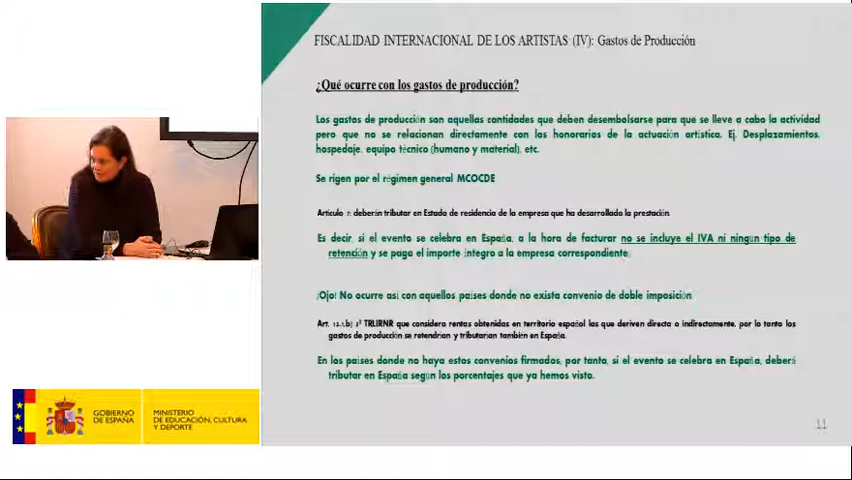 FISCALIDAD INTERNACIONAL DE LOS ARTISTAS (IV): Gastos de Producción
¿Qué ocurre con los gastos de producción?
Los gastos de producción son aquellas cantidades que deben desembolsarse para que se lleve a cabo la actividad
pero que no se relacionan directamente con los honorarios de la actuación artística. Ej. Desplazamientos,
hospedaje, equipo técnico (humano y material), etc.
Se rigen por el régimen general MCOCDE
Artículo 7: deberán tributar en Estado de residencia de la empresa que ha desarrollado la prestación.
Es decir, si el evento se celebra en España, a la hora de facturar no se incluye el IVA ni ningún tipo de
retención y se paga el importe íntegro a la empresa correspondiente.
¡Ojo! No ocurre así con aquellos países donde no exista convenio de doble imposición
Art. 13.1.b) 3º TRLIRNR que considera rentas obtenidas en territorio español las que deriven directa o indirectamente, por lo tanto los
gastos de producción se retendrían y tributarían también en España.
En los países donde no haya estos convenios firmados, por tanto, si el evento se celebra en España, deberá
tributar en España según los porcentajes que ya hemos visto.
11
GOBIERNO
DE ESPAÑA
MINISTERIO
DE EDUCACIÓN, CULTURA
Y DEPORTE